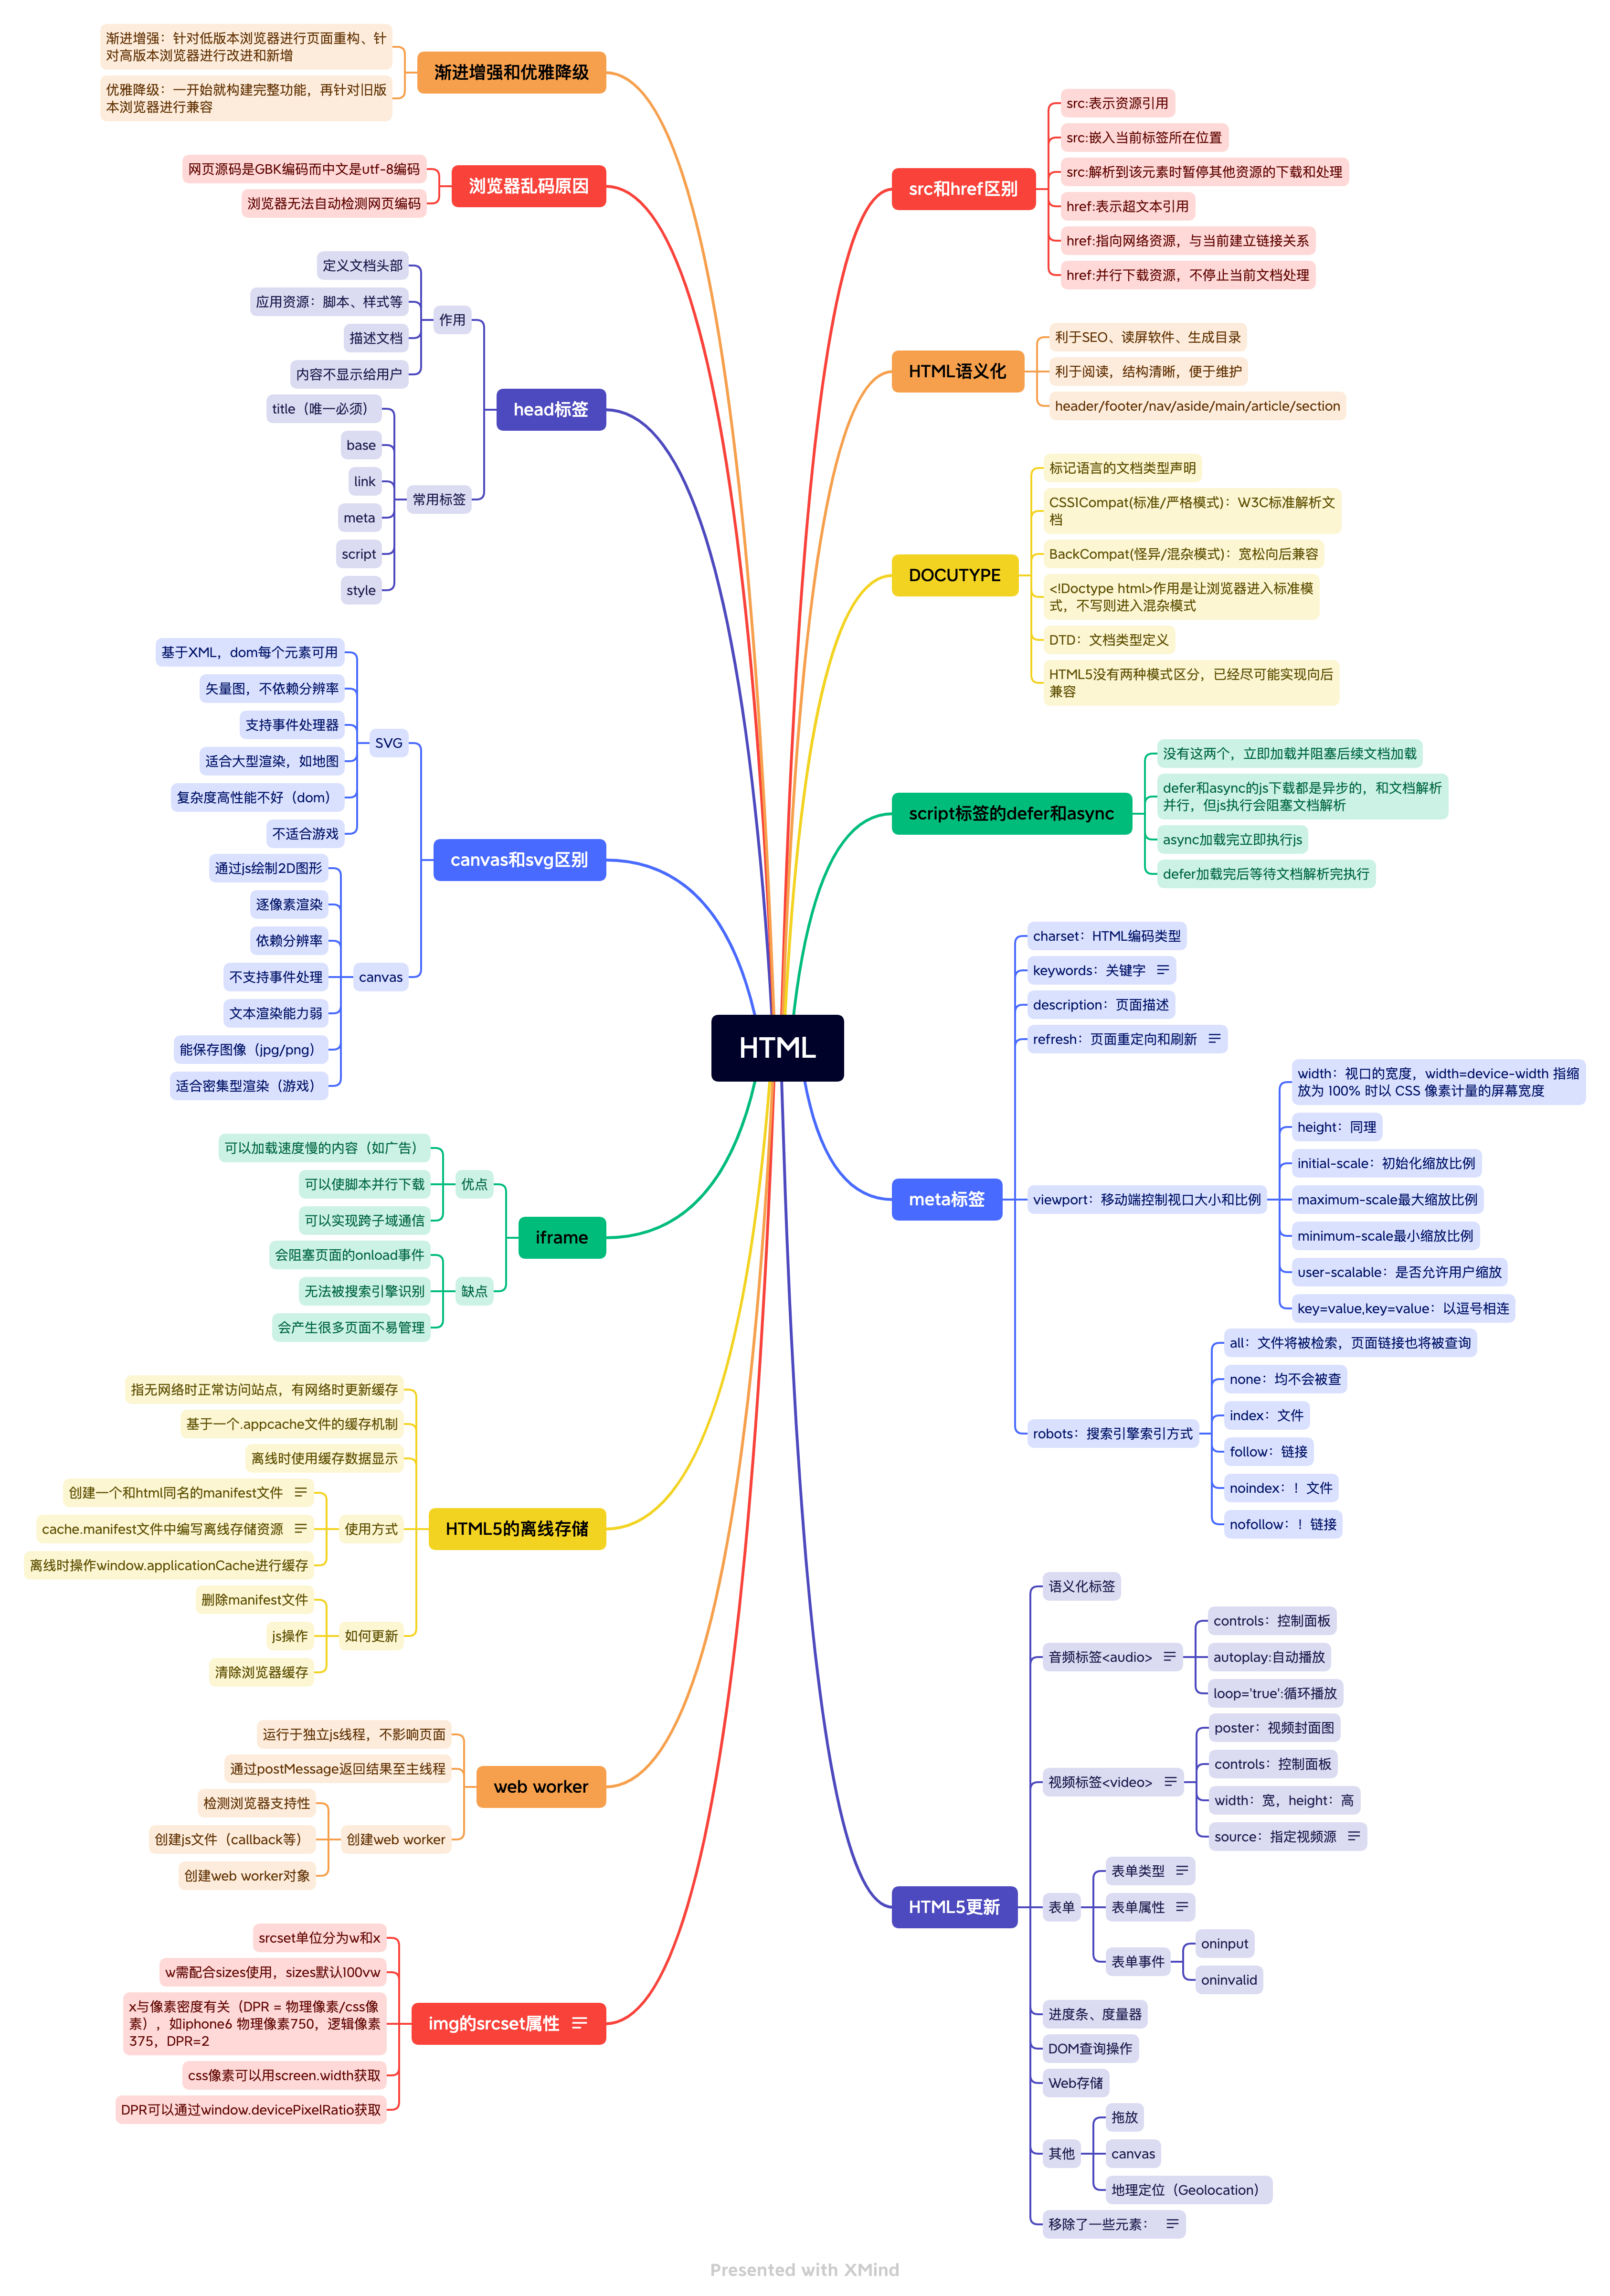 HTML
src和href区别
src:表示资源引用
src:嵌入当前标签所在位置
src:解析到该元素时暂停其他资源的下载和处理
href:表示超文本引用
href:指向网络资源，与当前建立链接关系
href:并行下载资源，不停止当前文档处理
HTML语义化
利于SEO、读屏软件、生成目录
利于阅读，结构清晰，便于维护
header/footer/nav/aside/main/article/section
DOCUTYPE
标记语言的文档类型声明
CSSICompat(标准/严格模式)：W3C标准解析文
档
BackCompat(怪异/混杂模式)：宽松向后兼容
<!Doctype html>作用是让浏览器进入标准模
式，不写则进入混杂模式
DTD：文档类型定义
HTML5没有两种模式区分，已经尽可能实现向后
兼容
script标签的defer和async
没有这两个，立即加载并阻塞后续文档加载
defer和async的js下载都是异步的，和文档解析
并行，但js执行会阻塞文档解析
async加载完立即执行js
defer加载完后等待文档解析完执行
meta标签
charset：HTML编码类型
keywords：关键字
description：页面描述
refresh：页面重定向和刷新
viewport：移动端控制视口大小和比例
width：视口的宽度，width=device-width 指缩
放为 100% 时以 CSS 像素计量的屏幕宽度
height：同理
initial-scale：初始化缩放比例
maximum-scale最大缩放比例
minimum-scale最小缩放比例
user-scalable：是否允许用户缩放
key=value,key=value：以逗号相连
robots：搜索引擎索引方式
all：文件将被检索，页面链接也将被查询
none：均不会被查
index：文件
follow：链接
noindex：！文件
nofollow：！链接
HTML5更新
语义化标签
音频标签<audio>
controls：控制面板
autoplay:自动播放
loop='true':循环播放
视频标签<video>
poster：视频封面图
controls：控制面板
width：宽，height：高
source：指定视频源
表单
表单类型
表单属性
表单事件
oninput
oninvalid
进度条、度量器
DOM查询操作
Web存储
其他
拖放
canvas
地理定位（Geolocation）
移除了一些元素：
渐进增强和优雅降级
渐进增强：针对低版本浏览器进行页面重构、针
对高版本浏览器进行改进和新增
优雅降级：一开始就构建完整功能，再针对旧版
本浏览器进行兼容
浏览器乱码原因
网页源码是GBK编码而中文是utf-8编码
浏览器无法自动检测网页编码
head标签
作用
定义文档头部
应用资源：脚本、样式等
描述文档
内容不显示给用户
常用标签
title（唯一必须）
base
link
meta
script
style
canvas和svg区别
SVG
基于XML，dom每个元素可用
矢量图，不依赖分辨率
支持事件处理器
适合大型渲染，如地图
复杂度高性能不好（dom）
不适合游戏
canvas
通过js绘制2D图形
逐像素渲染
依赖分辨率
不支持事件处理
文本渲染能力弱
能保存图像（jpg/png）
适合密集型渲染（游戏）
iframe
优点
可以加载速度慢的内容（如广告）
可以使脚本并行下载
可以实现跨子域通信
缺点
会阻塞页面的onload事件
无法被搜索引擎识别
会产生很多页面不易管理
HTML5的离线存储
指无网络时正常访问站点，有网络时更新缓存
基于一个.appcache文件的缓存机制
离线时使用缓存数据显示
使用方式
创建一个和html同名的manifest文件
cache.manifest文件中编写离线存储资源
离线时操作window.applicationCache进行缓存
如何更新
删除manifest文件
js操作
清除浏览器缓存
web worker
运行于独立js线程，不影响页面
通过postMessage返回结果至主线程
创建web worker
检测浏览器支持性
创建js文件（callback等）
创建web worker对象
img的srcset属性
srcset单位分为w和x
w需配合sizes使用，sizes默认100vw
x与像素密度有关（DPR = 物理像素/css像
素），如iphone6 物理像素750，逻辑像素
375，DPR=2
css像素可以用screen.width获取
DPR可以通过window.devicePixelRatio获取
Presented with XMind